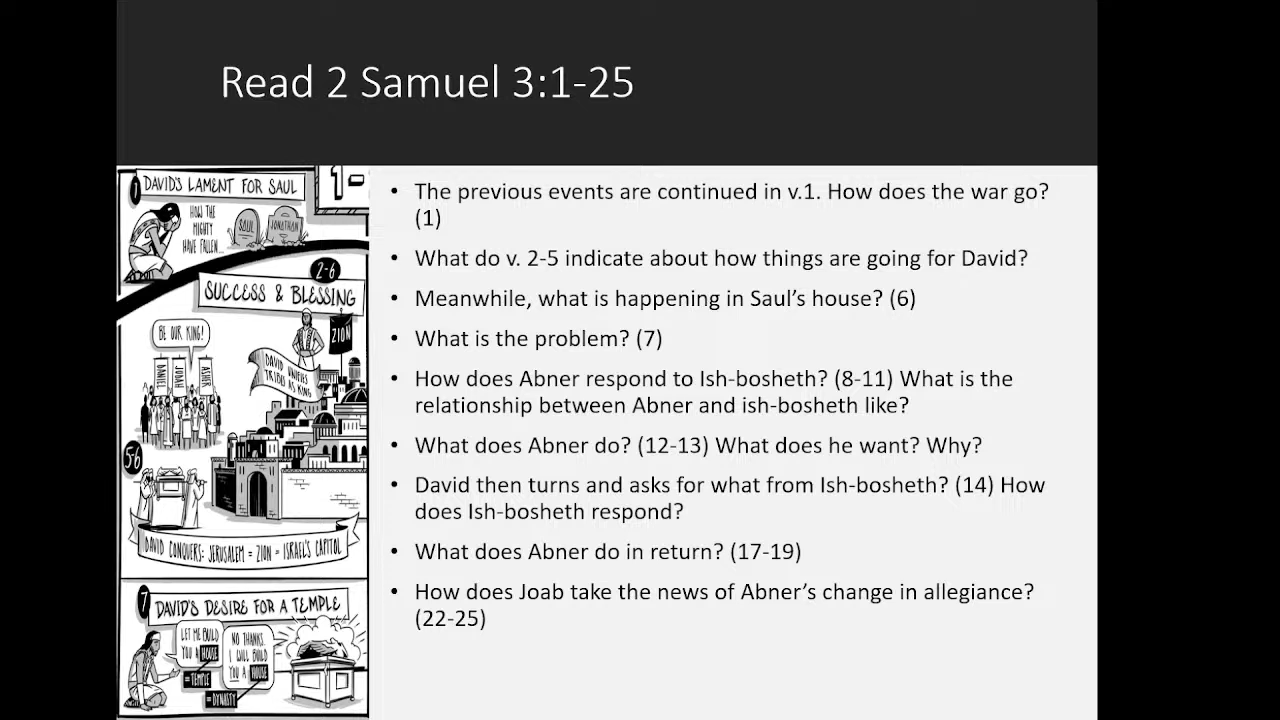 Read 2 Samuel 3:1-25
1
DAVID'S LAMENT FOR SAUL
1-
HOW THE
MIGHTY
HAVE FALLEN...
SAUL
JONATHAN
2-6
SUCCESS & BLESSING
BE OUR KING!
ZION
DAVID UNIFIES
TRIBES AS KING
ASHER
5-6
DAVID CONQUERS: JERUSALEM = ZION = ISRAEL'S CAPITOL
7
DAVID'S DESIRE FOR A TEMPLE
LET ME BUILD
YOU A HOUSE
= TEMPLE
NO THANKS.
I WILL BUILD
YOU A HOUSE
= DYNASTY
• The previous events are continued in v.1. How does the war go?
(1)
• What do v. 2-5 indicate about how things are going for David?
• Meanwhile, what is happening in Saul's house? (6)
• What is the problem? (7)
• How does Abner respond to Ish-bosheth? (8-11) What is the
relationship between Abner and ish-bosheth like?
• What does Abner do? (12-13) What does he want? Why?
• David then turns and asks for what from Ish-bosheth? (14) How
does Ish-bosheth respond?
• What does Abner do in return? (17-19)
• How does Joab take the news of Abner's change in allegiance?
(22-25)